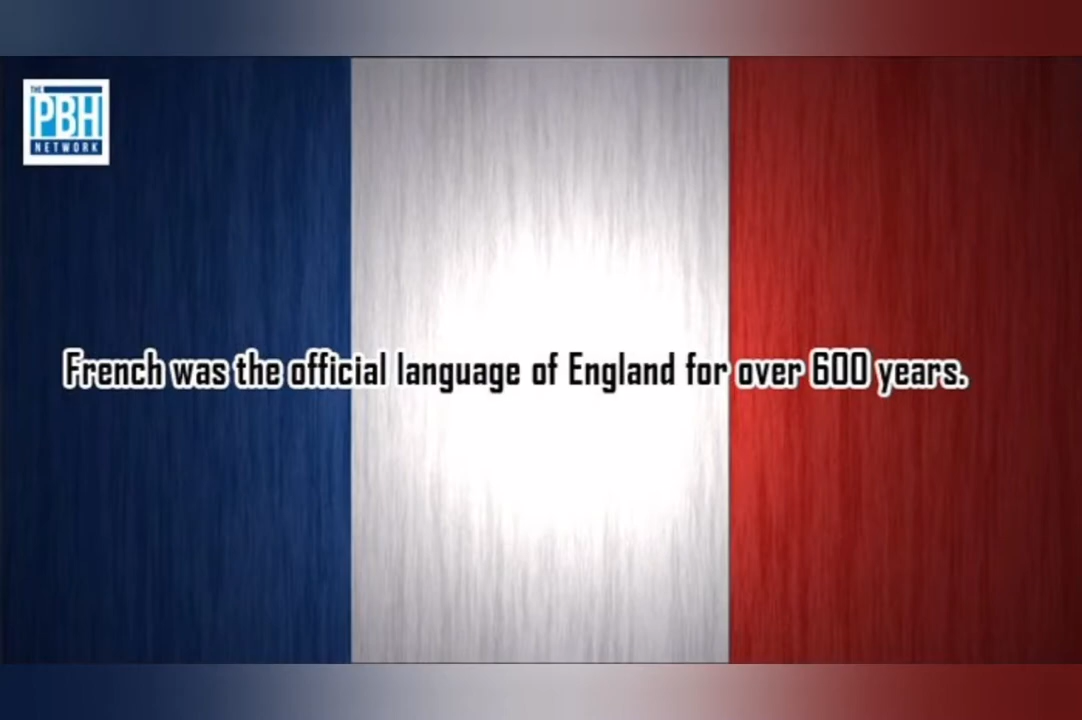 THE
PBH
NETWORK
French was the official language of England for over 600 years.